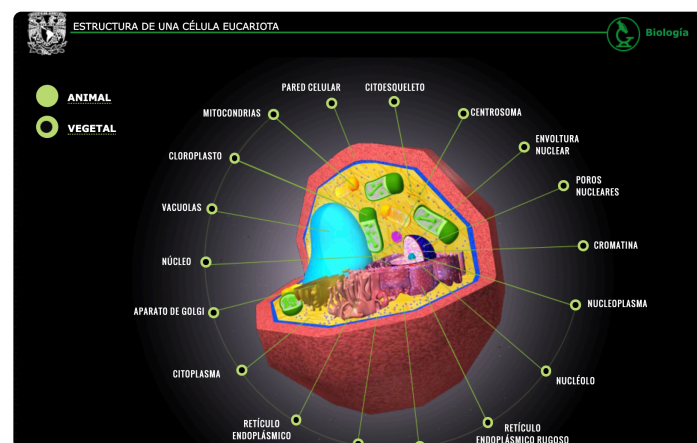 ESTRUCTURA DE UNA CÉLULA EUCARIOTA
Biología
ANIMAL
VEGETAL
PARED CELULAR
CITOESQUELETO
MITOCONDRIAS
CENTROSOMA
ENVOLTURA
NUCLEAR
CLOROPLASTO
POROS
NUCLEARES
VACUOLAS
CROMATINA
NÚCLEO
NUCLEOPLASMA
APARATO DE GOLGI
CITOPLASMA
NUCLÉOLO
RETÍCULO
ENDOPLÁSMICO
RETÍCULO
ENDOPLÁSMICO RUGOSO